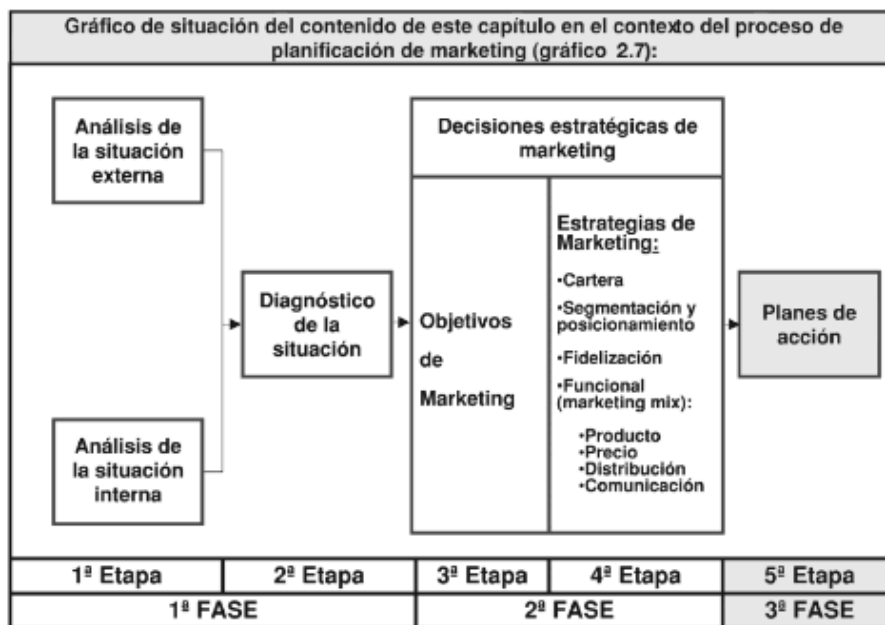 Gráfico de situación del contenido de este capítulo en el contexto del proceso de
planificación de marketing (gráfico 2.7):
Análisis de
la situación
externa
Análisis de
la situación
interna
Diagnóstico
de la
situación
Decisiones estratégicas de
marketing
Objetivos
de
Marketing
Estrategias de
Marketing:
•Cartera
•Segmentación y
posicionamiento
•Fidelización
•Funcional
(marketing mix):
•Producto
•Precio
•Distribución
•Comunicación
Planes de
acción
1ª Etapa
2ª Etapa
3ª Etapa
4ª Etapa
5ª Etapa
1ª FASE
2ª FASE
3ª FASE